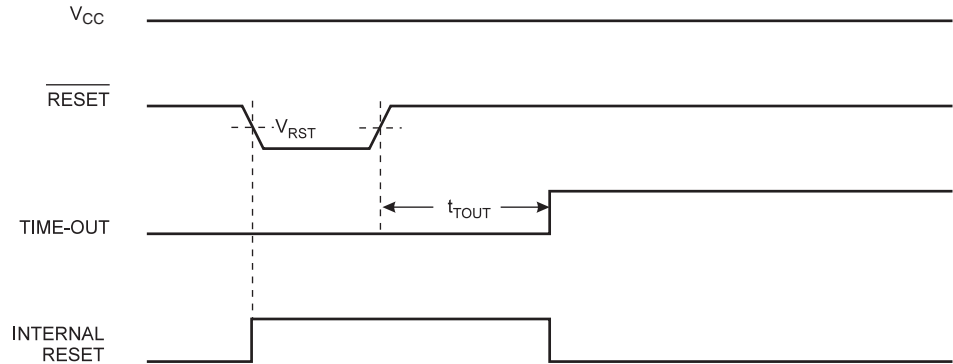 VCC
RESET
VRST
tTOUT
TIME-OUT
INTERNAL
RESET